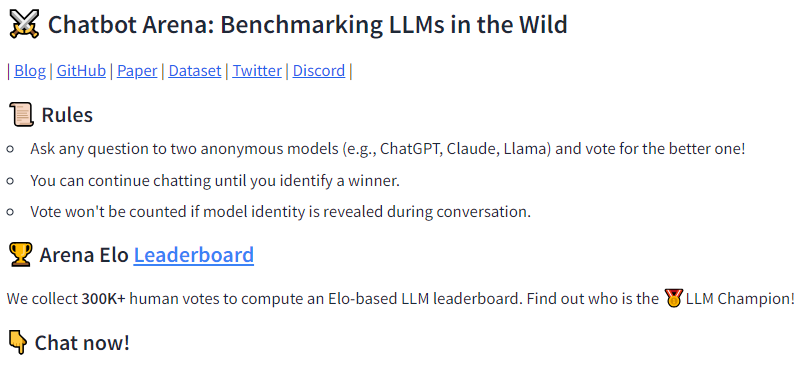 ⚔️ Chatbot Arena: Benchmarking LLMs in the Wild
| Blog | GitHub | Paper | Dataset | Twitter | Discord |
📜 Rules
◦ Ask any question to two anonymous models (e.g., ChatGPT, Claude, Llama) and vote for the better one!
◦ You can continue chatting until you identify a winner.
◦ Vote won't be counted if model identity is revealed during conversation.
🏆 Arena Elo Leaderboard
We collect 300K+ human votes to compute an Elo-based LLM leaderboard. Find out who is the 🏅LLM Champion!
👇 Chat now!